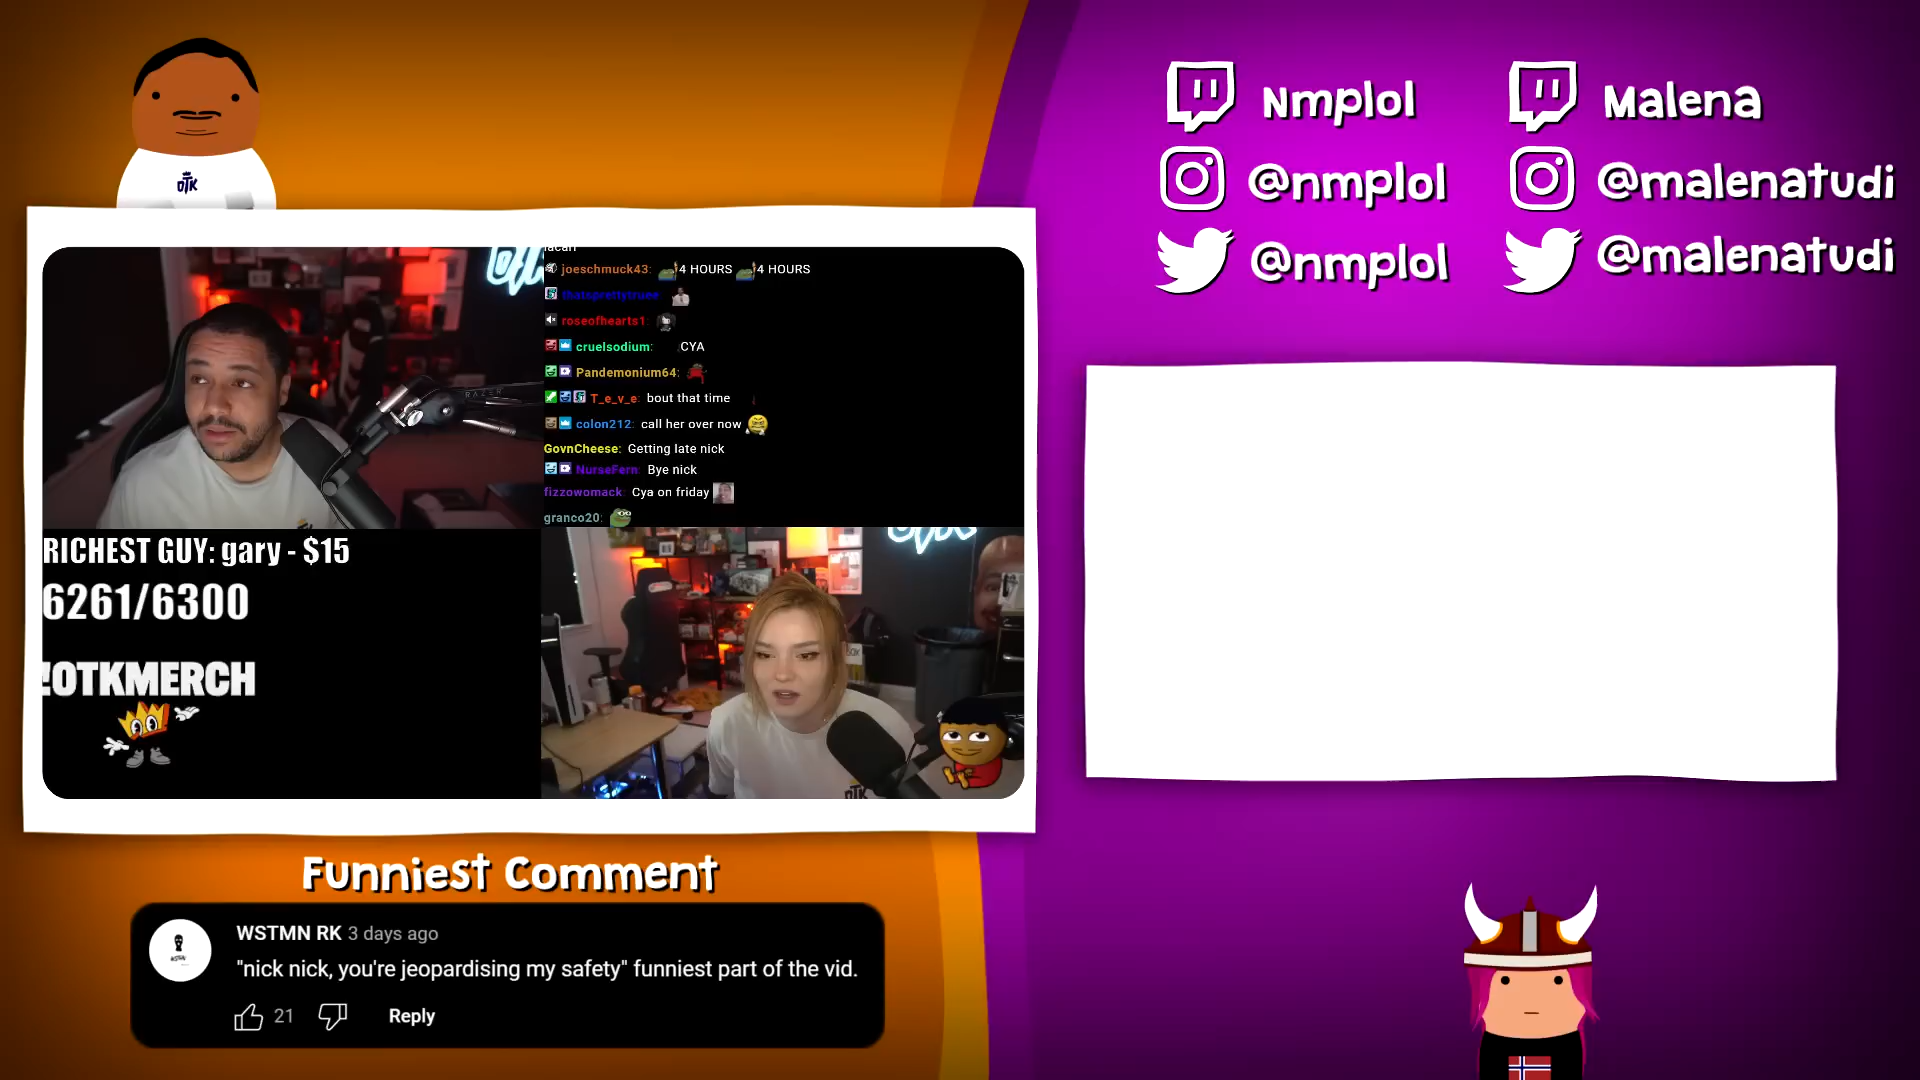 Nmplol
Malena
@nmplol
@malenatudi
@nmplol
@malenatudi
OTK
joeschmuck43: 4 HOURS 4 HOURS
thatsprettytruee:
roseofhearts1:
cruelsodium: CYA
Pandemonium64:
T_e_v_e: bout that time
colon212: call her over now
GovnCheese: Getting late nick
NurseFern: Bye nick
fizzowomack: Cya on friday
granco20:
RAZER
RICHEST GUY: gary - $15
6261/6300
!OTKMERCH
OTK
Funniest Comment
WSTMN RK 3 days ago
"nick nick, you're jeopardising my safety" funniest part of the vid.
21
Reply